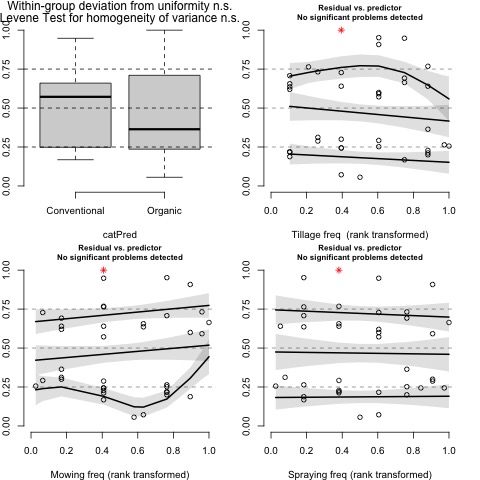 Within-group deviation from uniformity n.s.
Levene Test for homogeneity of variance n.s.
0.00 0.25 0.50 0.75 1.00
Conventional Organic
catPred
Residual vs. predictor
No significant problems detected
0.00 0.25 0.50 0.75 1.00
0.0 0.2 0.4 0.6 0.8 1.0
Tillage freq (rank transformed)
Residual vs. predictor
No significant problems detected
0.00 0.25 0.50 0.75 1.00
0.0 0.2 0.4 0.6 0.8 1.0
Mowing freq (rank transformed)
Residual vs. predictor
No significant problems detected
0.00 0.25 0.50 0.75 1.00
0.0 0.2 0.4 0.6 0.8 1.0
Spraying freq (rank transformed)